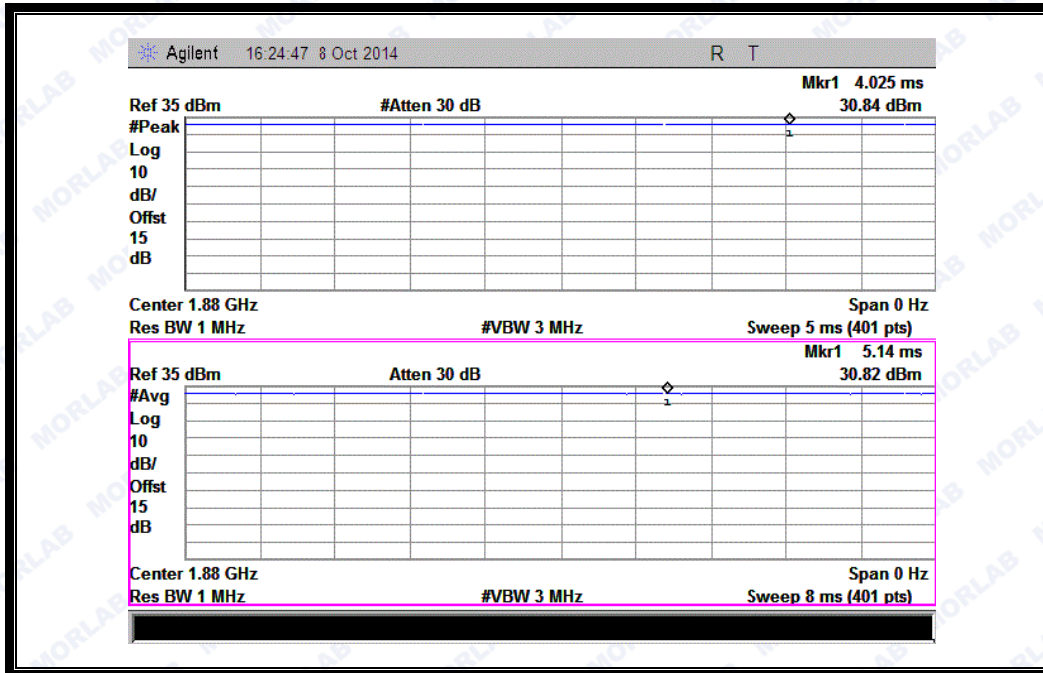 Agilent 16:24:47 8 Oct 2014 R T
Mkr1 4.025 ms
Ref 35 dBm #Atten 30 dB 30.84 dBm
#Peak
Log
10
dB/
Offst
15
dB
1
Center 1.88 GHz Span 0 Hz
Res BW 1 MHz #VBW 3 MHz Sweep 5 ms (401 pts)
Mkr1 5.14 ms
Ref 35 dBm Atten 30 dB 30.82 dBm
#Avg
Log
10
dB/
Offst
15
dB
1
Center 1.88 GHz Span 0 Hz
Res BW 1 MHz #VBW 3 MHz Sweep 8 ms (401 pts)
MORLAB